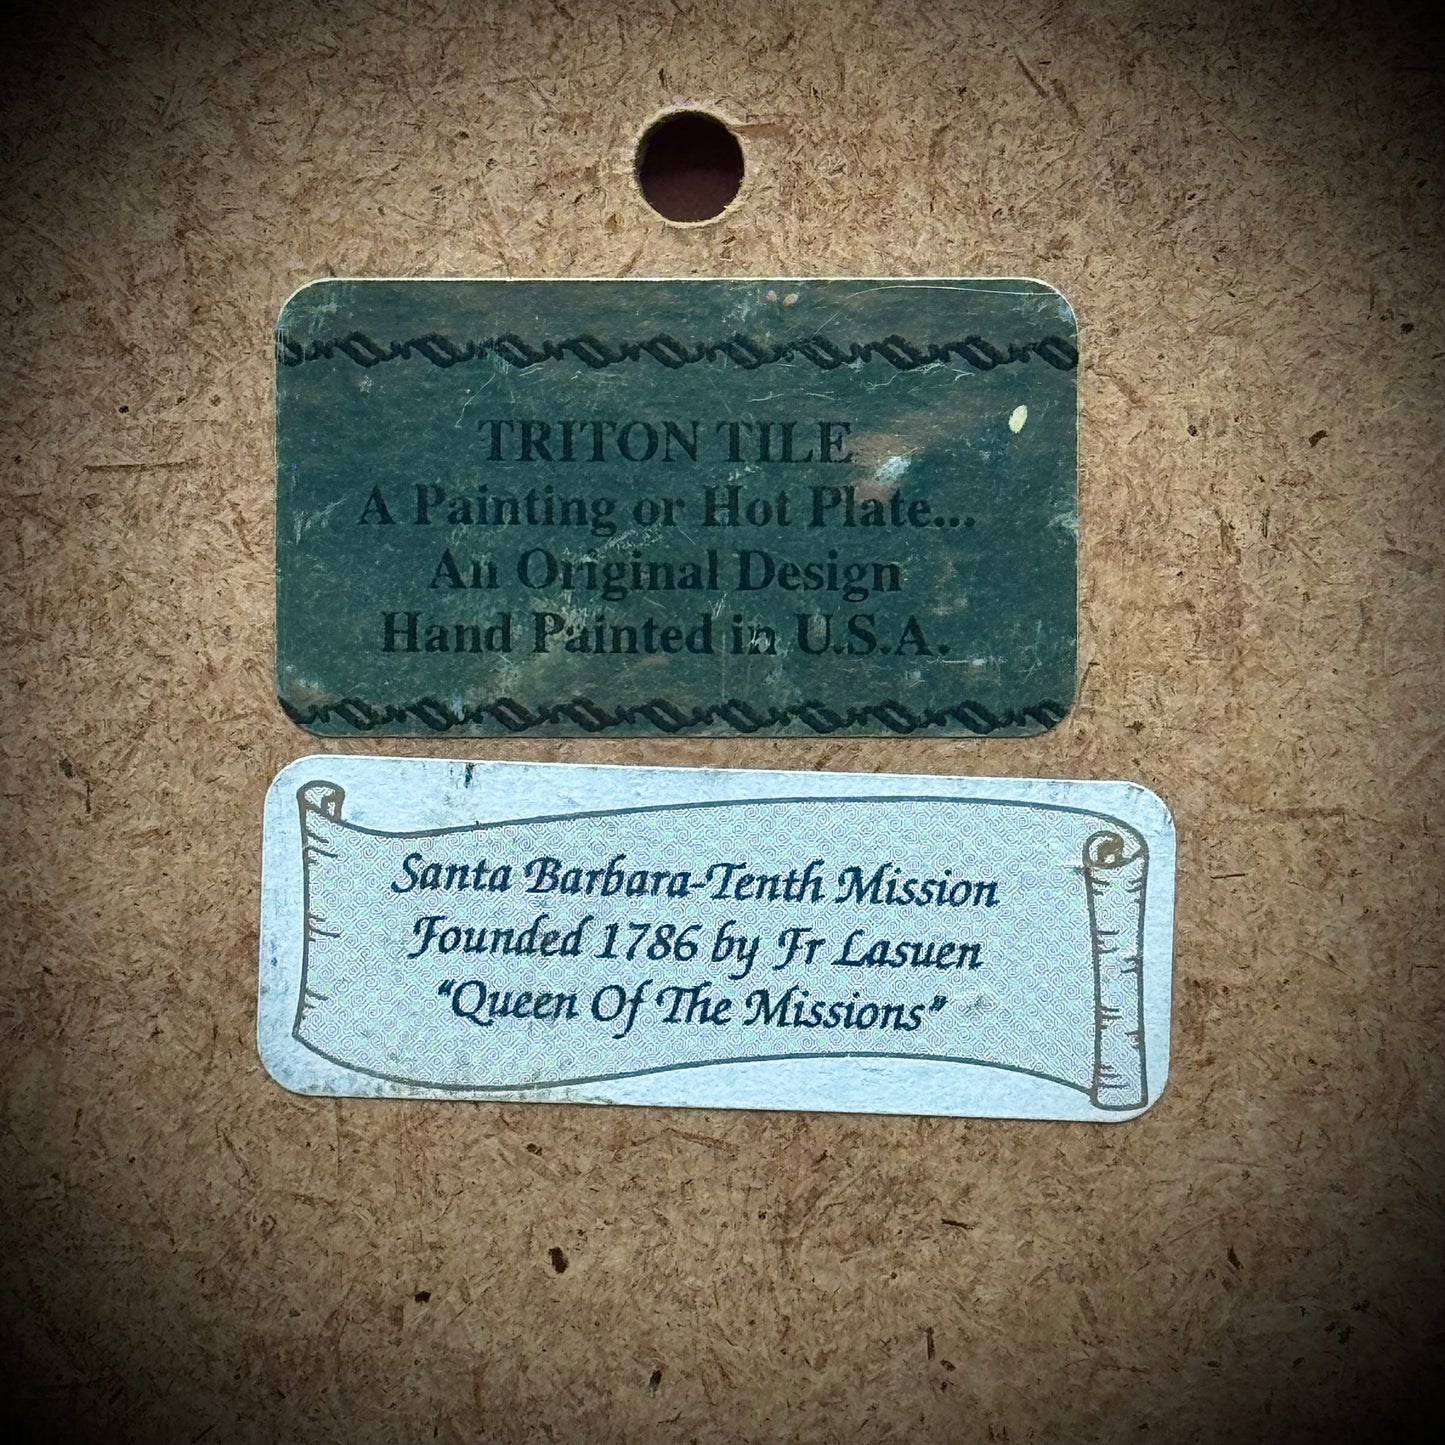 TRITON TILE
A Painting or Hot Plate...
An Original Design
Hand Painted in U.S.A.
Santa Barbara-Tenth Mission
Founded 1786 by Fr Lasuen
“Queen Of The Missions”